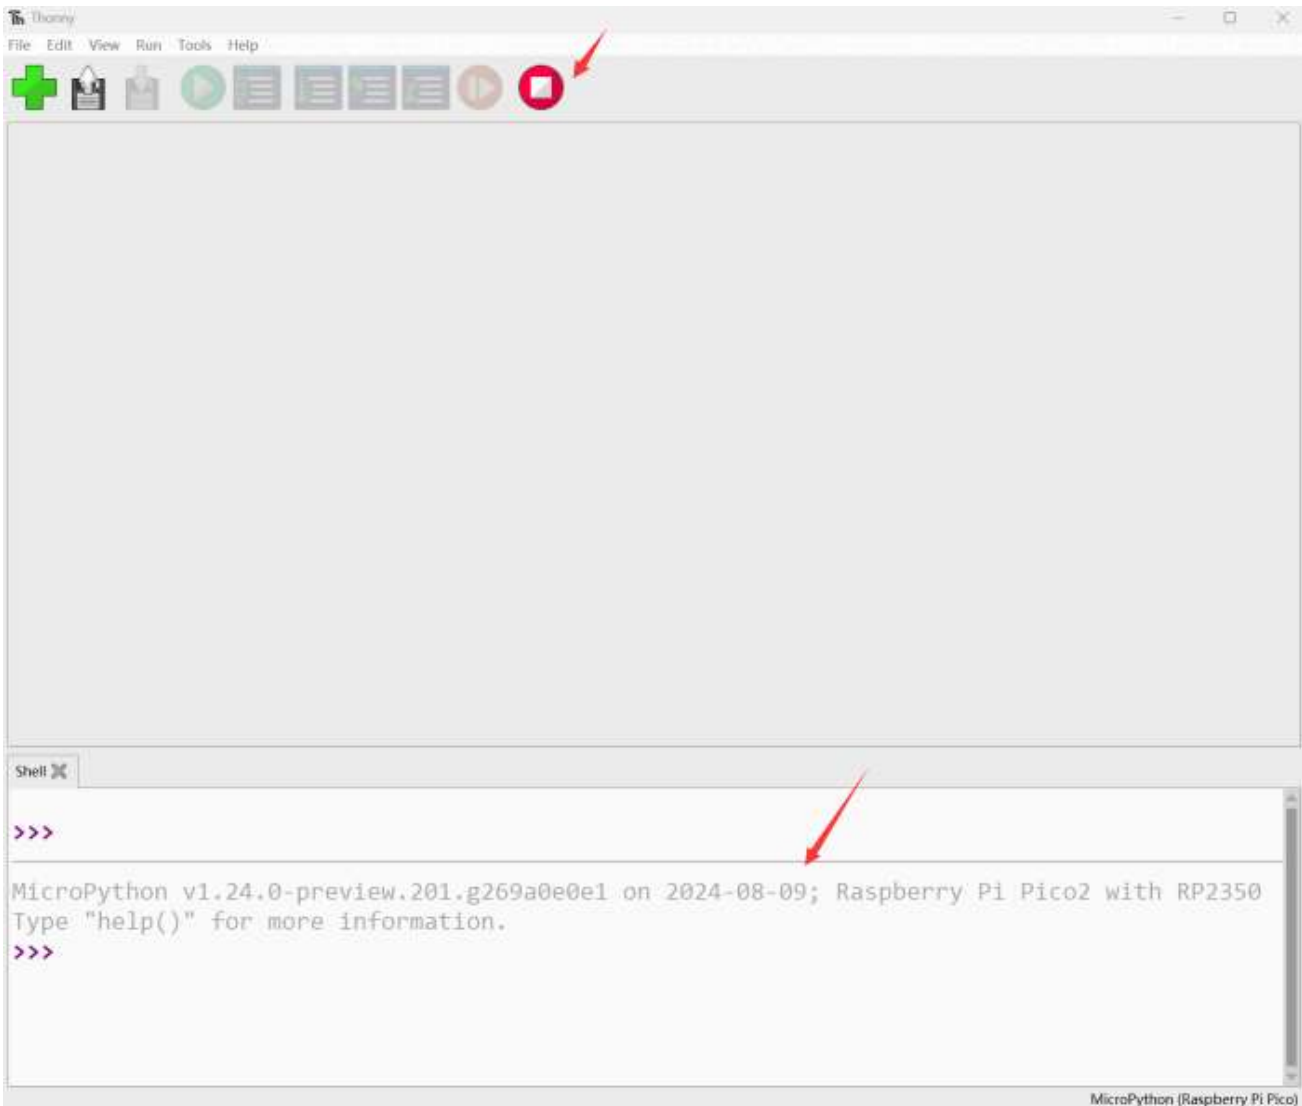 Thonny
File Edit View Run Tools Help
Shell
>>>
MicroPython v1.24.0-preview.201.g269a0e0e1 on 2024-08-09; Raspberry Pi Pico2 with RP2350
Type "help()" for more information.
>>>
MicroPython (Raspberry Pi Pico)